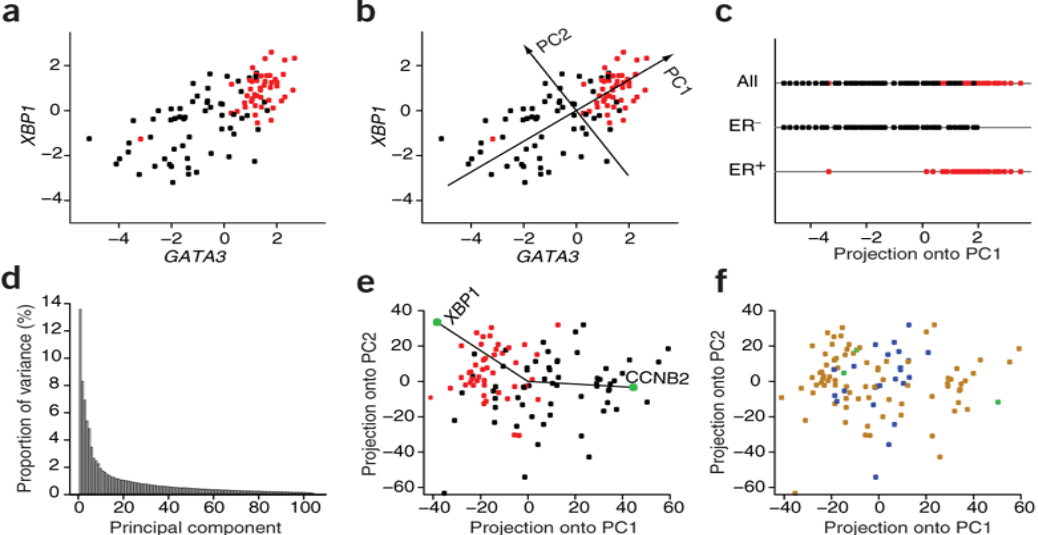 a
XBP1
2
0
−2
−4
−4 −2 0 2
GATA3
b
XBP1
2
0
−2
−4
PC2
PC1
−4 −2 0 2
GATA3
c
All
ER−
ER+
−4 −2 0 2
Projection onto PC1
d
Proportion of variance (%)
14
12
10
8
6
4
2
0
0 20 40 60 80 100
Principal component
e
Projection onto PC2
40
20
0
−20
−40
−60
XBP1
CCNB2
−40 −20 0 20 40 60
Projection onto PC1
f
Projection onto PC2
40
20
0
−20
−40
−60
−40 −20 0 20 40 60
Projection onto PC1